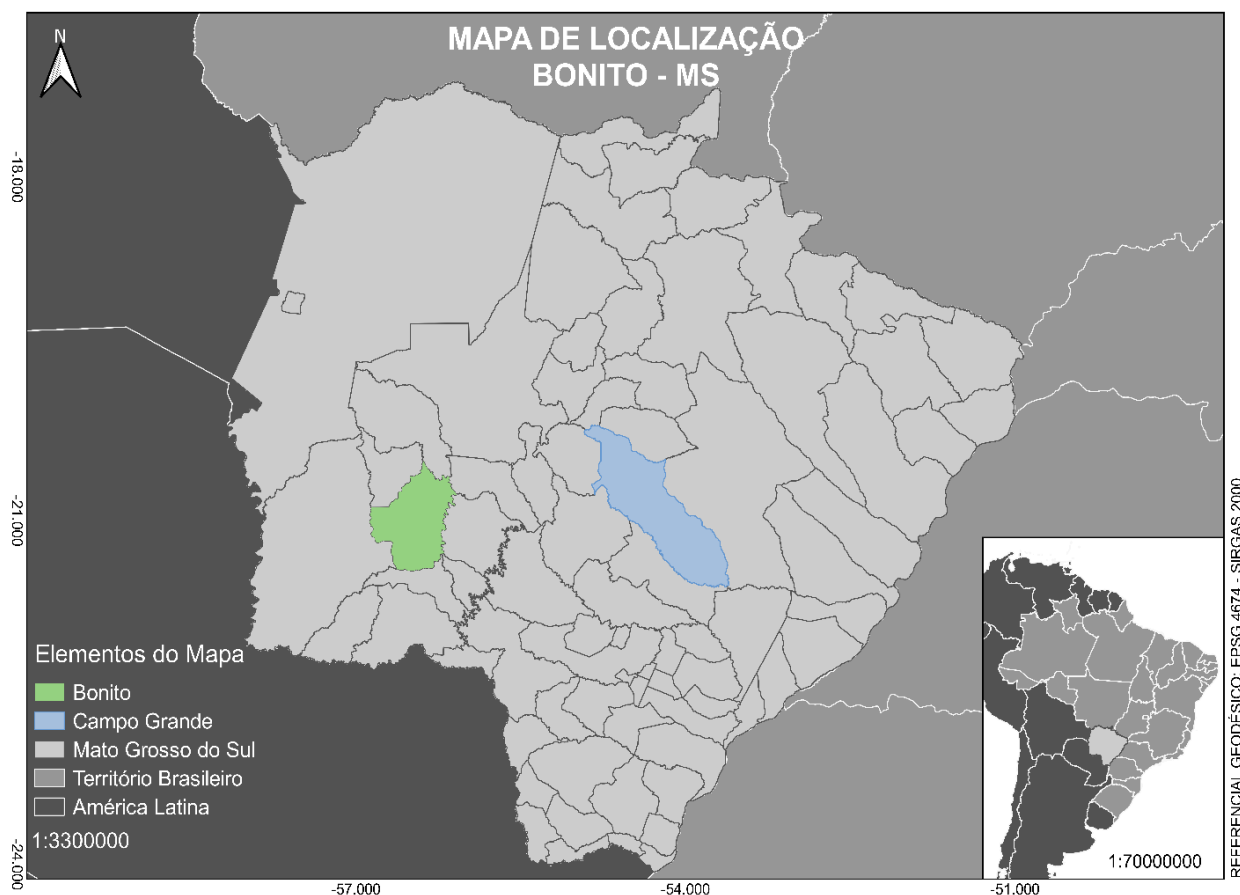 MAPA DE LOCALIZAÇÃO
BONITO - MS
N
-18.000
-21.000
-24.000
Elementos do Mapa
Bonito
Campo Grande
Mato Grosso do Sul
Território Brasileiro
América Latina
1:3300000
1:70000000
-57.000
-54.000
-51.000
REFERENCIAL GEODÉSICO: EPSG 4674 - SIRGAS 2000